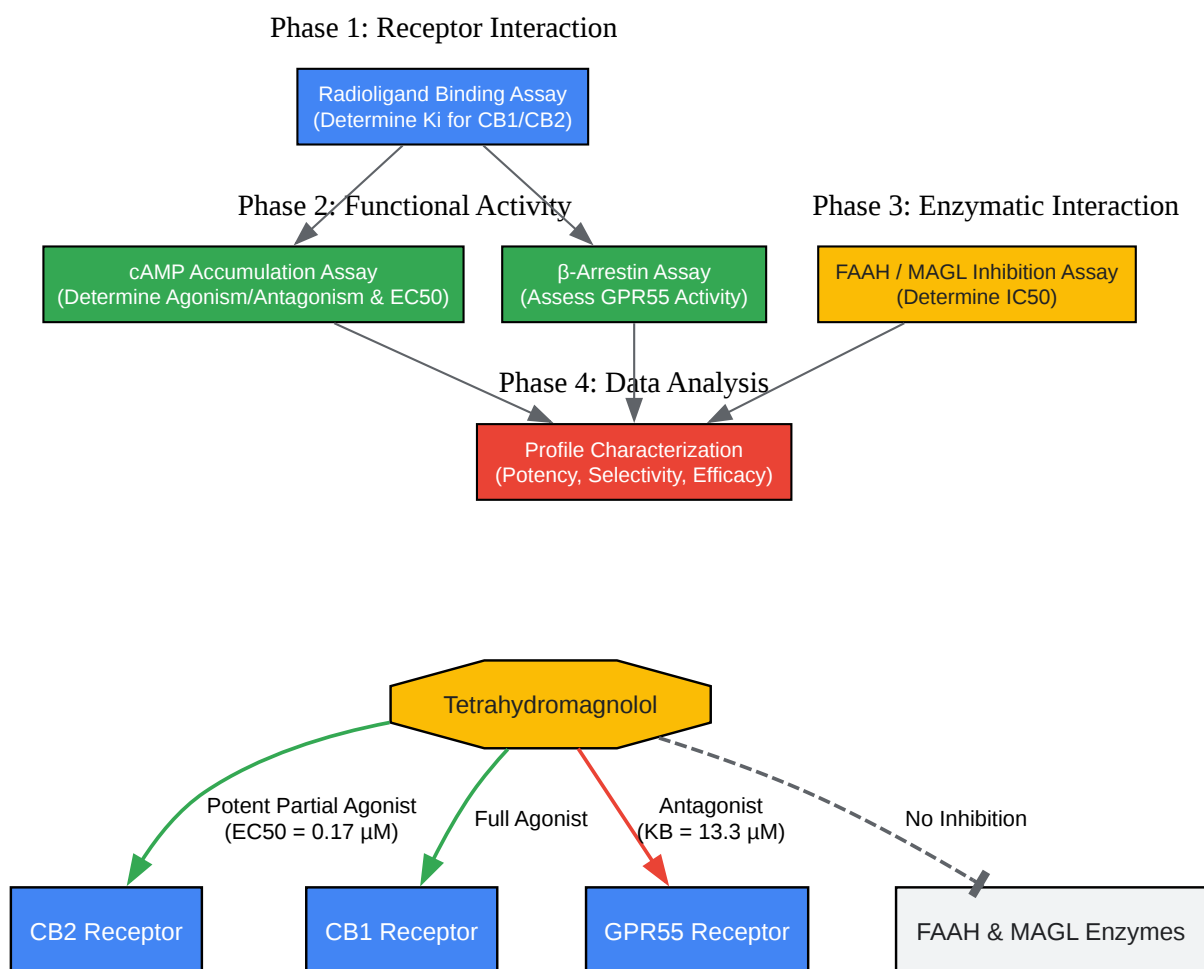 Phase 1: Receptor Interaction
Radioligand Binding Assay
(Determine Ki for CB1/CB2)
Phase 2: Functional Activity
Phase 3: Enzymatic Interaction
cAMP Accumulation Assay
(Determine Agonism/Antagonism & EC50)
β-Arrestin Assay
(Assess GPR55 Activity)
FAAH / MAGL Inhibition Assay
(Determine IC50)
Phase 4: Data Analysis
Profile Characterization
(Potency, Selectivity, Efficacy)
Tetrahydromagnolol
Potent Partial Agonist
(EC50 = 0.17 µM)
Full Agonist
Antagonist
(KB = 13.3 µM)
No Inhibition
CB2 Receptor
CB1 Receptor
GPR55 Receptor
FAAH & MAGL Enzymes